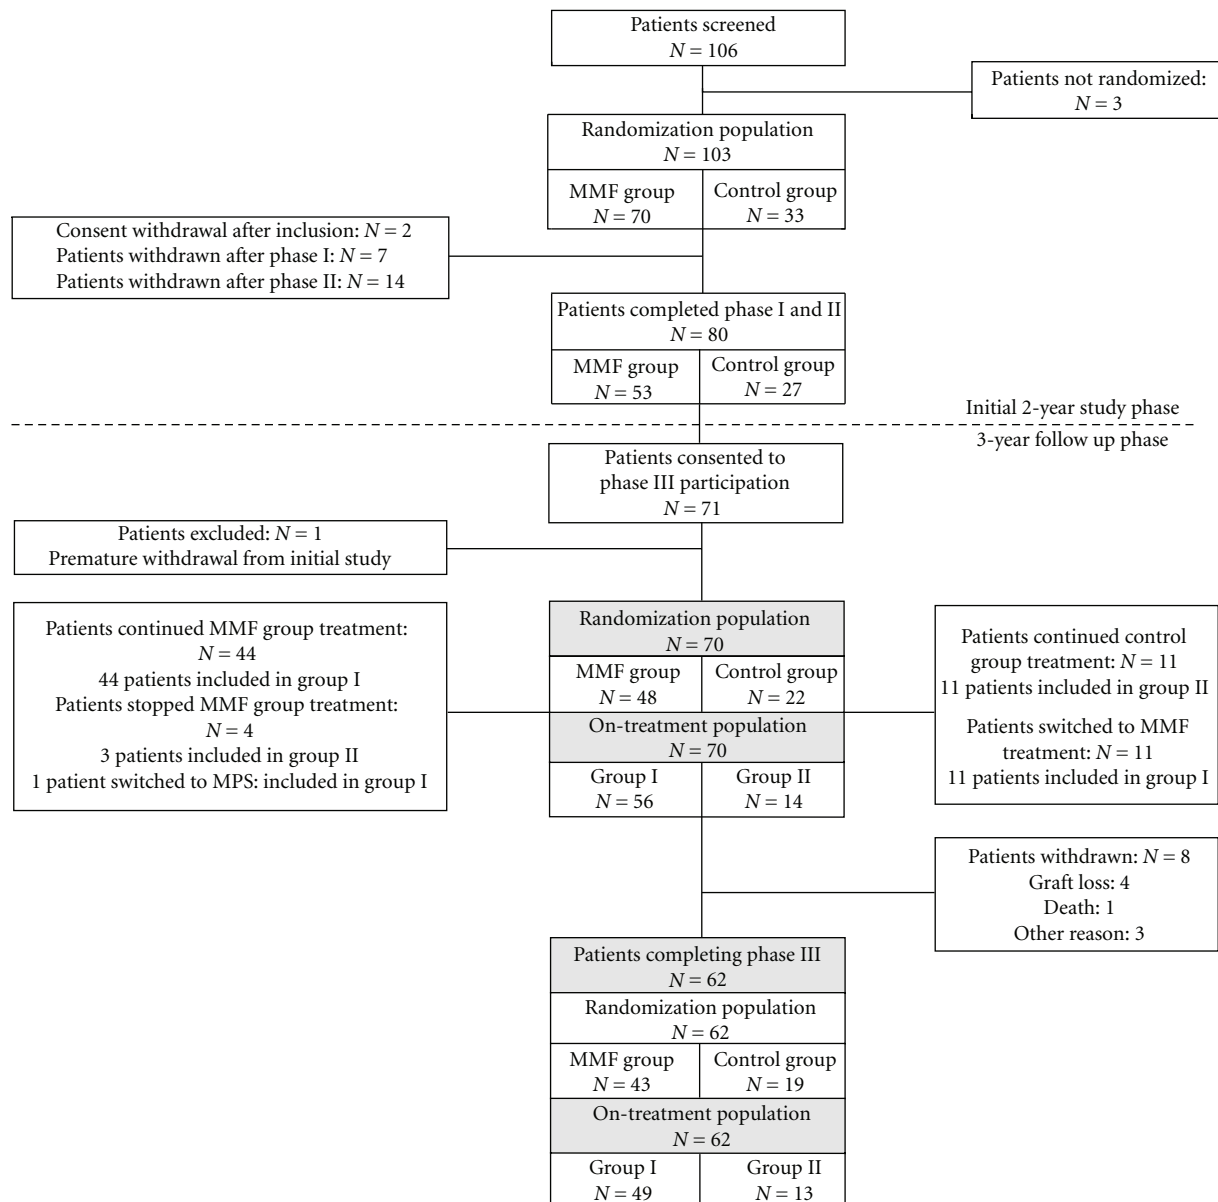 Patients screened
N = 106
Patients not randomized:
N = 3
Randomization population
N = 103
MMF group
N = 70
Control group
N = 33
Consent withdrawal after inclusion: N = 2
Patients withdrawn after phase I: N = 7
Patients withdrawn after phase II: N = 14
Patients completed phase I and II
N = 80
MMF group
N = 53
Control group
N = 27
Initial 2-year study phase
3-year follow up phase
Patients consented to
phase III participation
N = 71
Patients excluded: N = 1
Premature withdrawal from initial study
Patients continued MMF group treatment:
N = 44
44 patients included in group I
Patients stopped MMF group treatment:
N = 4
3 patients included in group II
1 patient switched to MPS: included in group I
Randomization population
N = 70
MMF group
N = 48
Control group
N = 22
On-treatment population
N = 70
Group I
N = 56
Group II
N = 14
Patients continued control
group treatment: N = 11
11 patients included in group II
Patients switched to MMF
treatment: N = 11
11 patients included in group I
Patients withdrawn: N = 8
Graft loss: 4
Death: 1
Other reason: 3
Patients completing phase III
N = 62
Randomization population
N = 62
MMF group
N = 43
Control group
N = 19
On-treatment population
N = 62
Group I
N = 49
Group II
N = 13